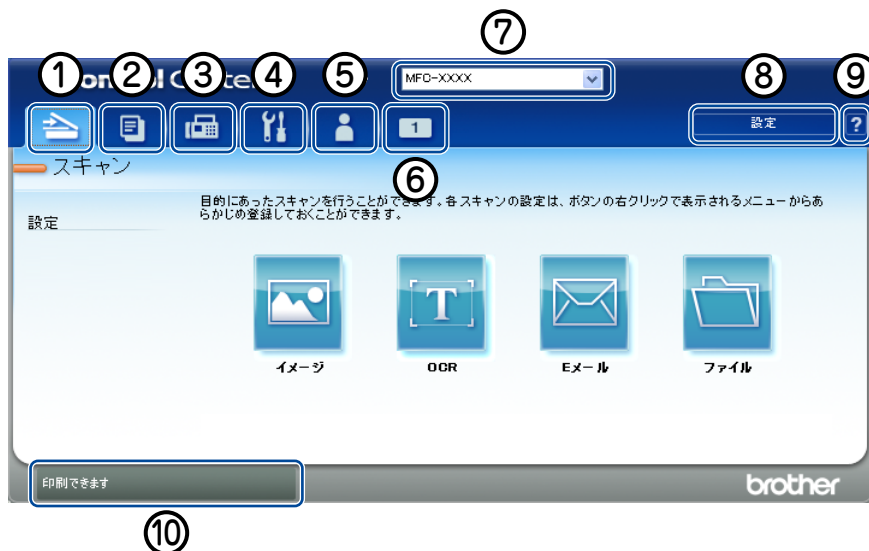 ⑦
① ② ③ ④ ⑤ MFC-XXXX ⑧ ⑨
1 設定 ?
スキャン
⑥
目的にあったスキャンを行うことができます。各スキャンの設定は、ボタンの右クリックで表示されるメニューからあ
らかじめ登録しておくことができます。
設定
T
イメージ OCR Eメール ファイル
印刷できます brother
⑩